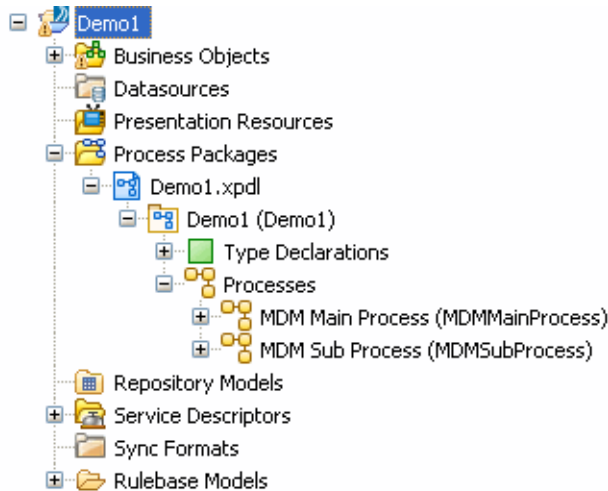 Demo1
Business Objects
Datasources
Presentation Resources
Process Packages
Demo1.xpdl
Demo1 (Demo1)
Type Declarations
Processes
MDM Main Process (MDMMainProcess)
MDM Sub Process (MDMSubProcess)
Repository Models
Service Descriptors
Sync Formats
Rulebase Models